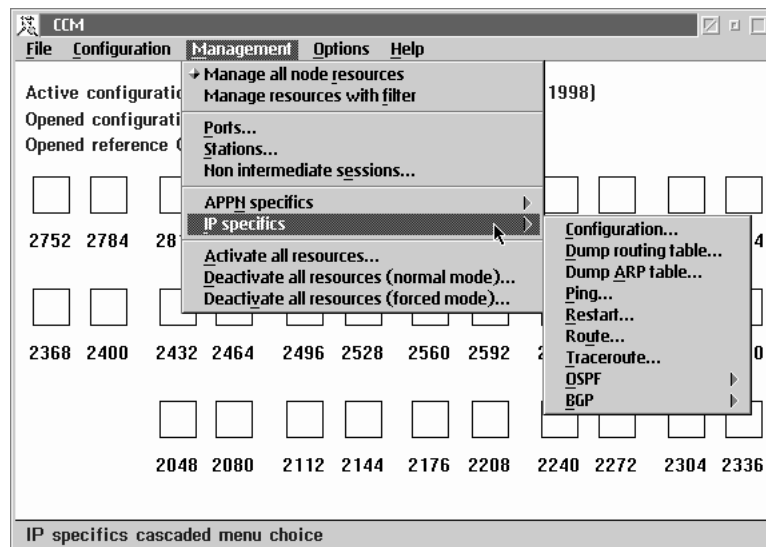 CCM
File Configuration Management Options Help
Manage all node resources
Manage resources with filter
Active configuratio
1998)
Opened configurati
Opened reference
Ports...
Stations...
Non intermediate sessions...
APPN specifics
IP specifics
Activate all resources...
Deactivate all resources (normal mode)...
Deactivate all resources (forced mode)...
Configuration...
Dump routing table...
Dump ARP table...
Ping...
Restart...
Route...
Traceroute...
OSPF
BGP
2752 2784
2368 2400 2432 2464 2496 2528 2560 2592
2048 2080 2112 2144 2176 2208 2240 2272 2304 2336
IP specifics cascaded menu choice